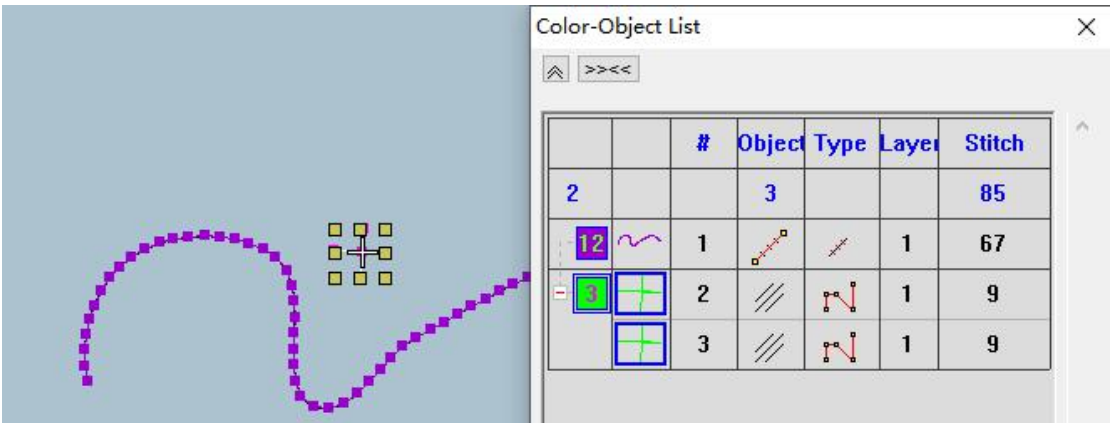 Color-Object List
>><<
# Object Type Layer Stitch
2 3 85
12 1 1 67
3 2 1 9
3 1 9